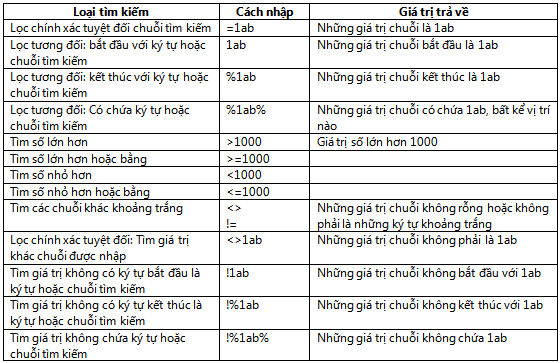 Loại tìm kiếm Cách nhập Giá trị trả về
Lọc chính xác tuyệt đối chuỗi tìm kiếm =1ab Những giá trị chuỗi là 1ab
Lọc tương đối: bắt đầu với ký tự hoặc 1ab Những giá trị chuỗi bắt đầu là 1ab
chuỗi tìm kiếm
Lọc tương đối: kết thúc với ký tự hoặc %1ab Những giá trị chuỗi kết thúc là 1ab
chuỗi tìm kiếm
Lọc tương đối: Có chứa ký tự hoặc %1ab% Những giá trị chuỗi có chứa 1ab, bất kể vị trí
chuỗi tìm kiếm nào
Tìm số lớn hơn >1000 Giá trị số lớn hơn 1000
Tìm số lớn hơn hoặc bằng >=1000
Tìm số nhỏ hơn <1000
Tìm số nhỏ hơn hoặc bằng <=1000
Tìm các chuỗi khác khoảng trắng <> Những giá trị chuỗi không rỗng hoặc không
!= phải là những ký tự khoảng trắng
Lọc chính xác tuyệt đối: Tìm giá trị <>1ab Những giá trị chuỗi không phải là 1ab
khác chuỗi được nhập
Tìm giá trị không có ký tự bắt đầu là !1ab Những giá trị chuỗi không bắt đầu với 1ab
ký tự hoặc chuỗi tìm kiếm
Tìm giá trị không có ký tự kết thúc là !%1ab Những giá trị chuỗi không kết thúc với 1ab
ký tự hoặc chuỗi tìm kiếm
Tìm giá trị không chứa ký tự hoặc !%1ab% Những giá trị chuỗi không chứa 1ab
chuỗi tìm kiếm